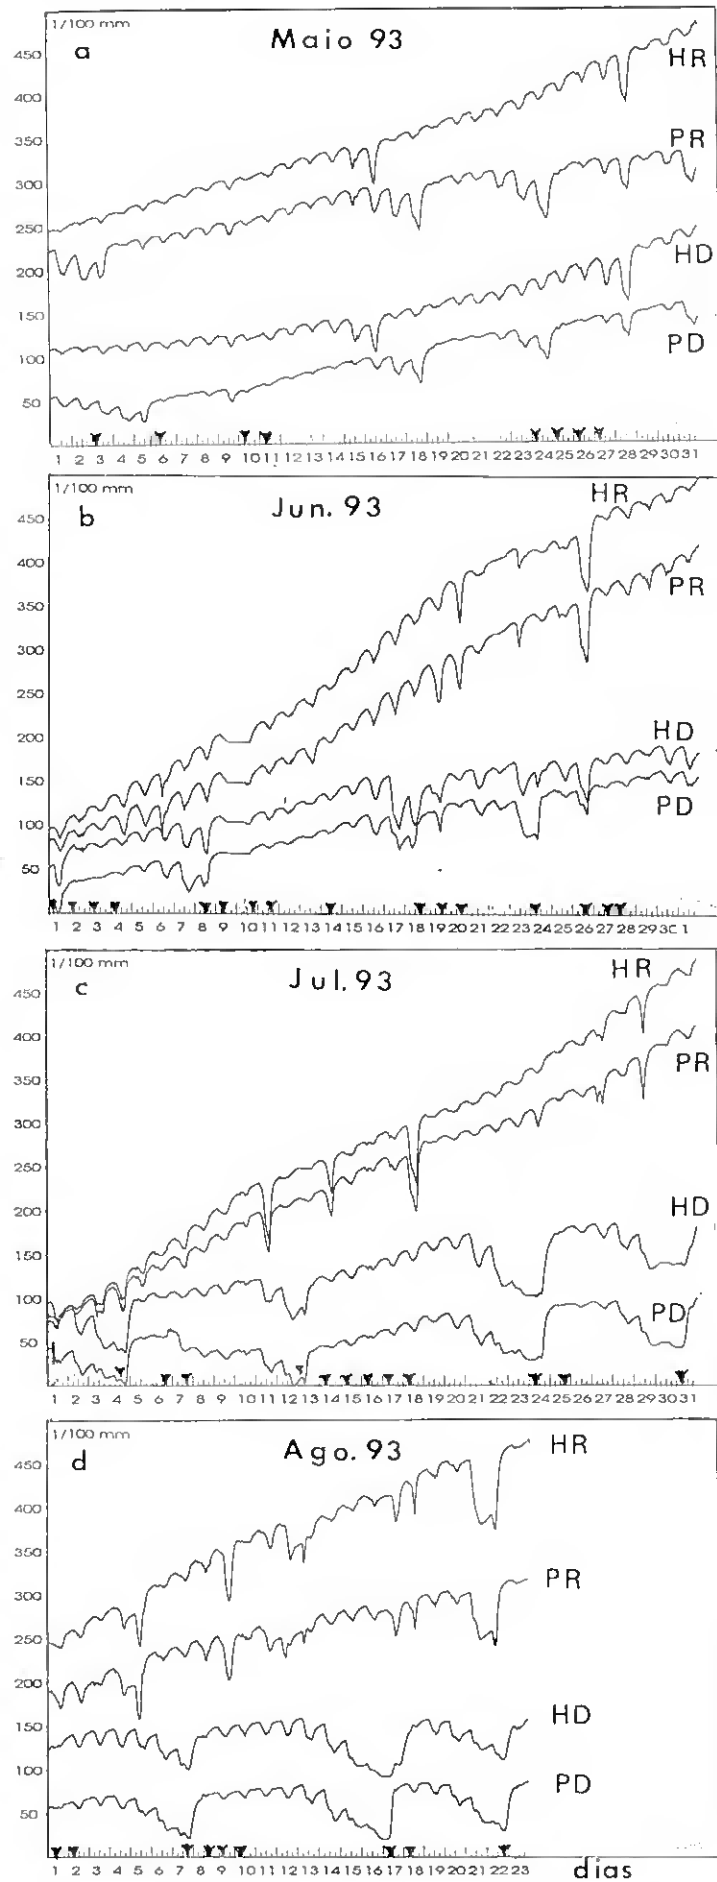 1/100 mm
a
Maio 93
450
400
350
300
250
200
150
100
50
HR
PR
HD
PD
1 2 3 4 5 6 7 8 9 10 11 12 13 14 15 16 17 18 19 20 21 22 23 24 25 26 27 28 29 30 31
1/100 mm
b
Jun. 93
450
400
350
300
250
200
150
100
50
HR
PR
HD
PD
1 2 3 4 5 6 7 8 9 10 11 12 13 14 15 16 17 18 19 20 21 22 23 24 25 26 27 28 29 30 1
1/100 mm
c
Jul. 93
450
400
350
300
250
200
150
100
50
HR
PR
HD
PD
1 2 3 4 5 6 7 8 9 10 11 12 13 14 15 16 17 18 19 20 21 22 23 24 25 26 27 28 29 30 31
1/100 mm
d
Ago. 93
450
400
350
300
250
200
150
100
50
HR
PR
HD
PD
1 2 3 4 5 6 7 8 9 10 11 12 13 14 15 16 17 18 19 20 21 22 23
dias